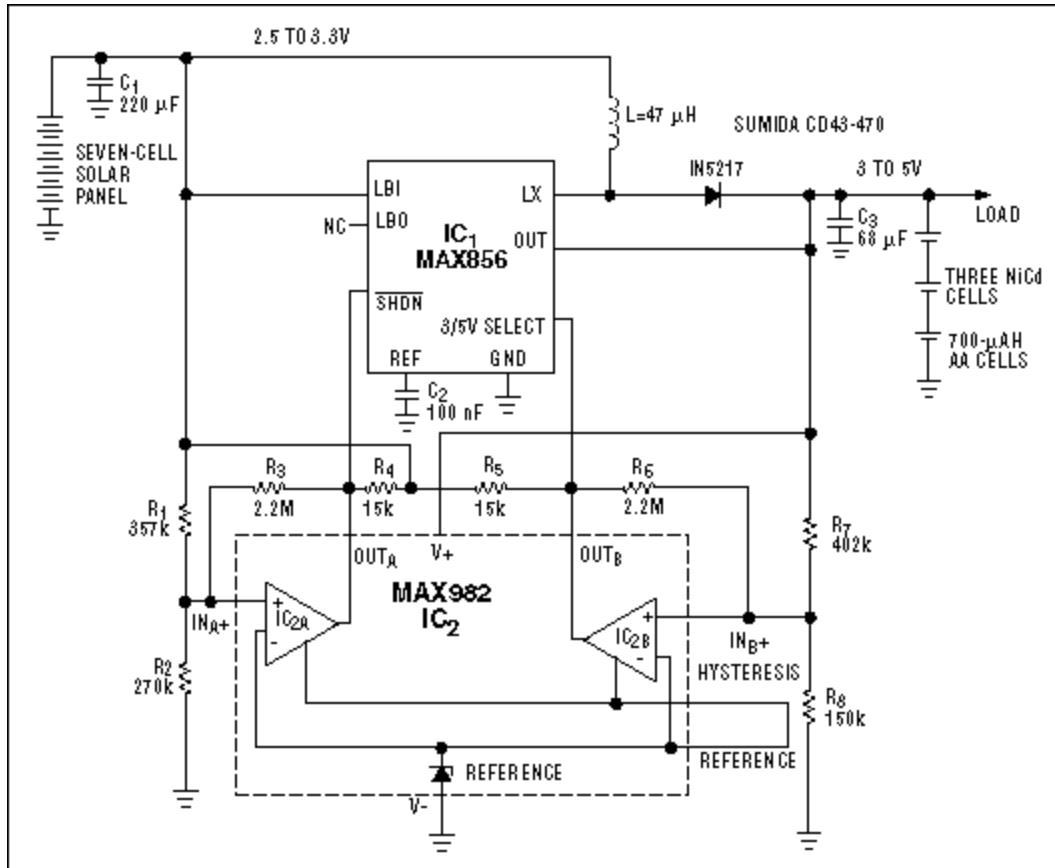 2.5 TO 3.3V
C1
220 µF
L=47 µH
SUMIDA CD43-470
SEVEN-CELL
SOLAR
PANEL
IN5217
3 TO 5V
LBI
LX
LOAD
NC
LBO
IC1
MAX856
OUT
C3
68 µF
SHDN
3/5V SELECT
THREE NiCd
CELLS
REF
GND
700-µAH
AA CELLS
C2
100 nF
R3
2.2M
R4
15k
R5
15k
R6
2.2M
R1
357k
R7
402k
OUTA
V+
OUTB
MAX982
IC2
+
IC2A
-
INA+
+
IC2B
-
INB+
HYSTERESIS
R2
270k
R8
150k
REFERENCE
REFERENCE
V-